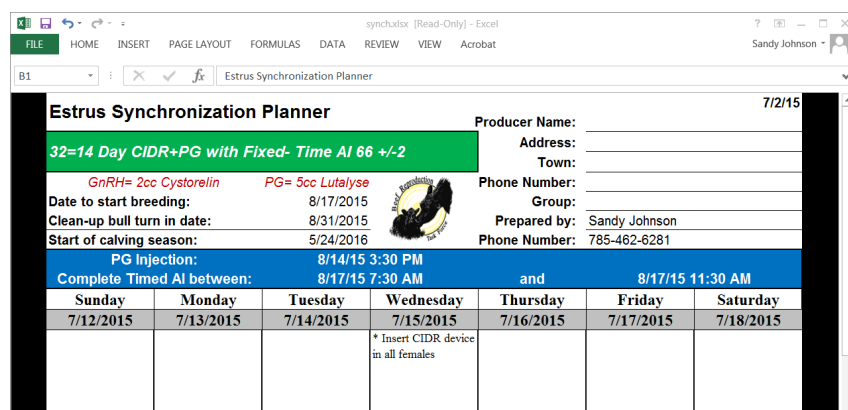 synch.xlsx [Read-Only] - Excel
FILE HOME INSERT PAGE LAYOUT FORMULAS DATA REVIEW VIEW Acrobat Sandy Johnson
B1 fx Estrus Synchronization Planner
7/2/15
Estrus Synchronization Planner
Producer Name:
32=14 Day CIDR+PG with Fixed- Time AI 66 +/-2
Address:
Town:
GnRH= 2cc Cystorelin PG= 5cc Lutalyse Phone Number:
Date to start breeding: 8/17/2015 Group:
Clean-up bull turn in date: 8/31/2015 Prepared by: Sandy Johnson
Start of calving season: 5/24/2016 Phone Number: 785-462-6281
Beef Reproduction
Task Force
PG Injection: 8/14/15 3:30 PM
Complete Timed AI between: 8/17/15 7:30 AM and 8/17/15 11:30 AM
Sunday Monday Tuesday Wednesday Thursday Friday Saturday
7/12/2015 7/13/2015 7/14/2015 7/15/2015 7/16/2015 7/17/2015 7/18/2015
* Insert CIDR device
in all females